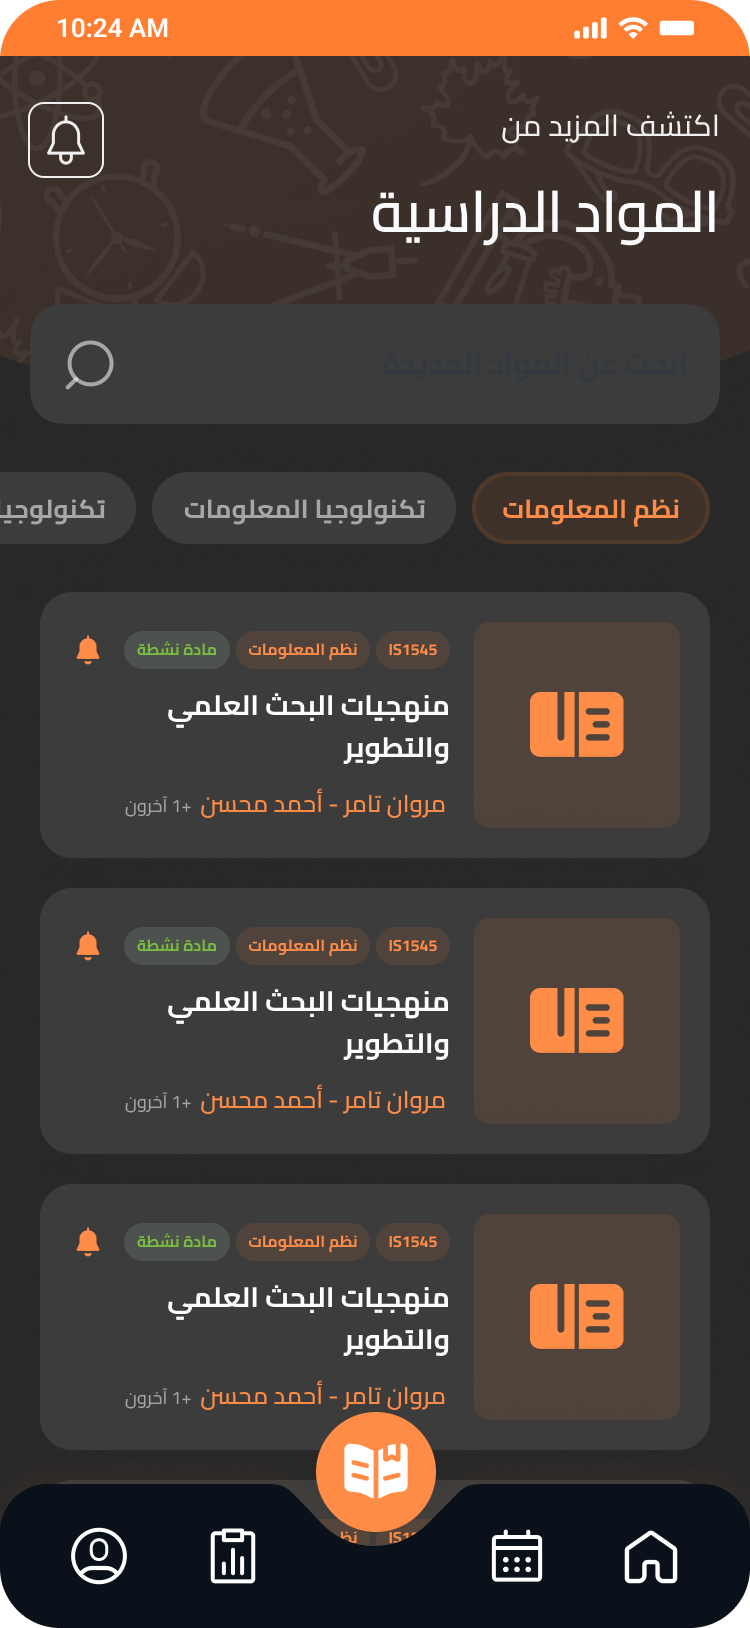 10:24 AM
اكتشف المزيد من
المواد الدراسية
ابحث عن المواد الجديدة
نظم المعلومات
تكنولوجيا المعلومات
تكنولوجيا
IS1545
نظم المعلومات
مادة نشطة
منهجيات البحث العلمي
والتطوير
مروان تامر - أحمد محسن +1 آخرون
IS1545
نظم المعلومات
مادة نشطة
منهجيات البحث العلمي
والتطوير
مروان تامر - أحمد محسن +1 آخرون
IS1545
نظم المعلومات
مادة نشطة
منهجيات البحث العلمي
والتطوير
مروان تامر - أحمد محسن +1 آخرون